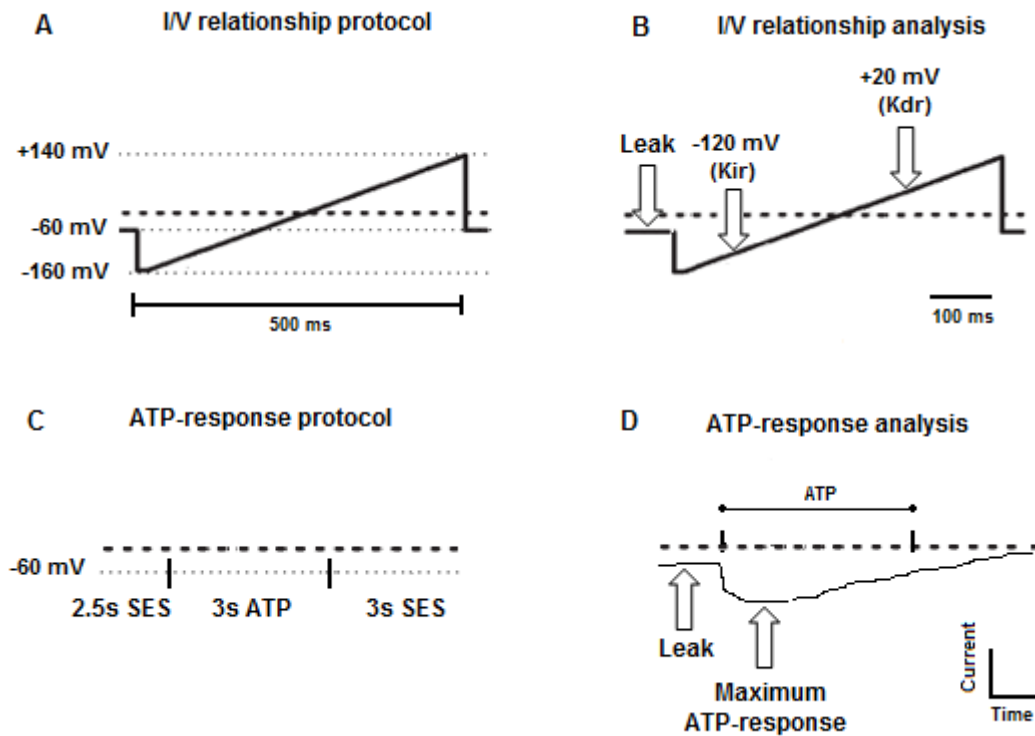 A
I/V relationship protocol
+140 mV
-60 mV
-160 mV
500 ms
B
I/V relationship analysis
+20 mV
(Kdr)
Leak
-120 mV
(Kir)
100 ms
C
ATP-response protocol
-60 mV
2.5s SES
3s ATP
3s SES
D
ATP-response analysis
ATP
Leak
Maximum
ATP-response
Current
Time